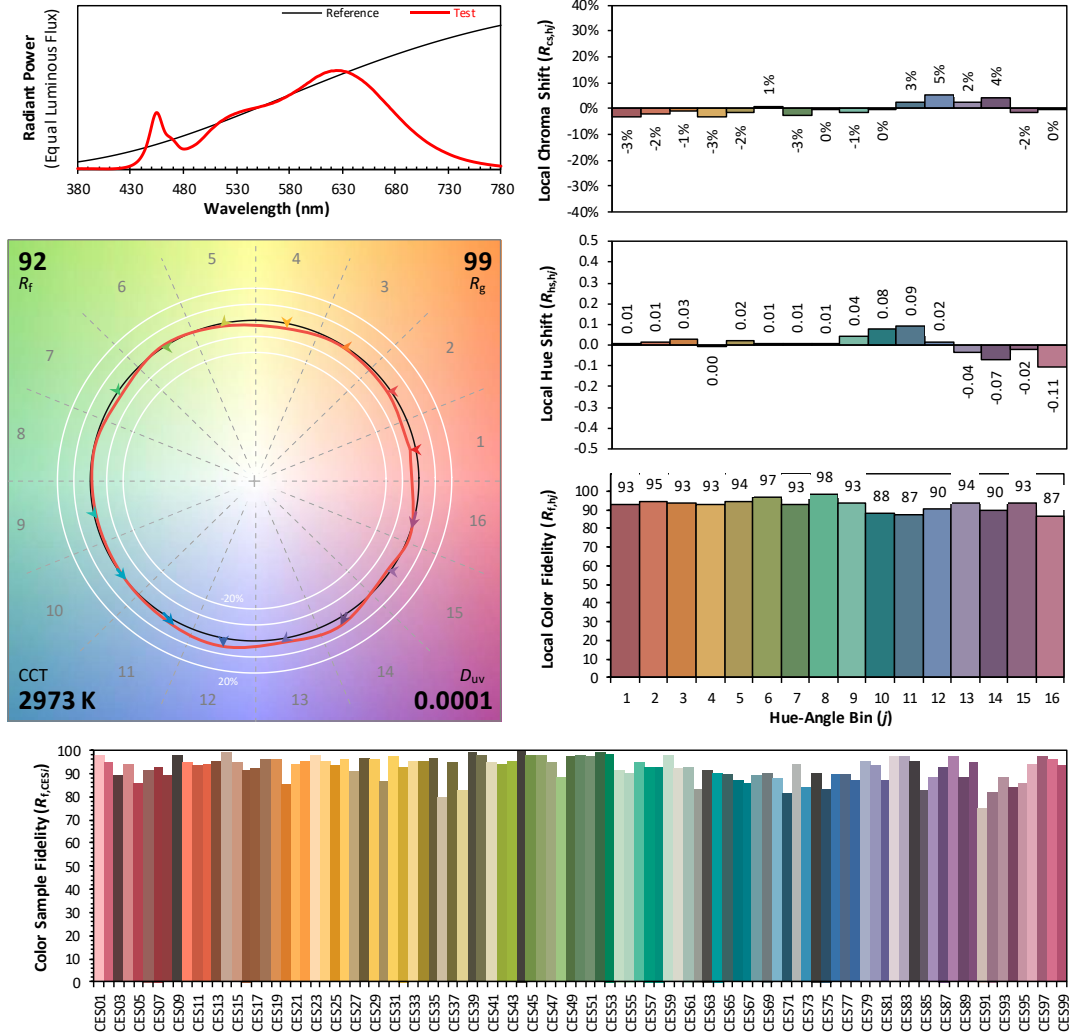 Radiant Power
(Equal Luminous Flux)
Reference
Test
380 430 480 530 580 630 680 730 780
Wavelength (nm)
Local Chroma Shift (Rcs,hj)
40%
30%
20%
10%
0%
-10%
-20%
-30%
-40%
-3% -2% -1% -3% -2% 1% -3% 0% -1% 0% 3% 5% 2% 4% -2% 0%
92
Rf
99
Rg
5 4
6 3
7 2
8 1
9 16
10 15
11 14
12 13
-20%
20%
CCT
2973 K
Duv
0.0001
Local Hue Shift (Rhs,hj)
0.5
0.4
0.3
0.2
0.1
0.0
-0.1
-0.2
-0.3
-0.4
-0.5
0.01 0.01 0.03 0.00 0.02 0.01 0.01 0.01 0.04 0.08 0.09 0.02 -0.04 -0.07 -0.02 -0.11
Local Color Fidelity (Rf,hj)
100
90
80
70
60
50
40
30
20
10
0
93 95 93 93 94 97 93 98 93 88 87 90 94 90 93 87
1 2 3 4 5 6 7 8 9 10 11 12 13 14 15 16
Hue-Angle Bin (j)
Color Sample Fidelity (Rf,CESi)
100
90
80
70
60
50
40
30
20
10
0
CES01 CES03 CES05 CES07 CES09 CES11 CES13 CES15 CES17 CES19 CES21 CES23 CES25 CES27 CES29 CES31 CES33 CES35 CES37 CES39 CES41 CES43 CES45 CES47 CES49 CES51 CES53 CES55 CES57 CES59 CES61 CES63 CES65 CES67 CES69 CES71 CES73 CES75 CES77 CES79 CES81 CES83 CES85 CES87 CES89 CES91 CES93 CES95 CES97 CES99